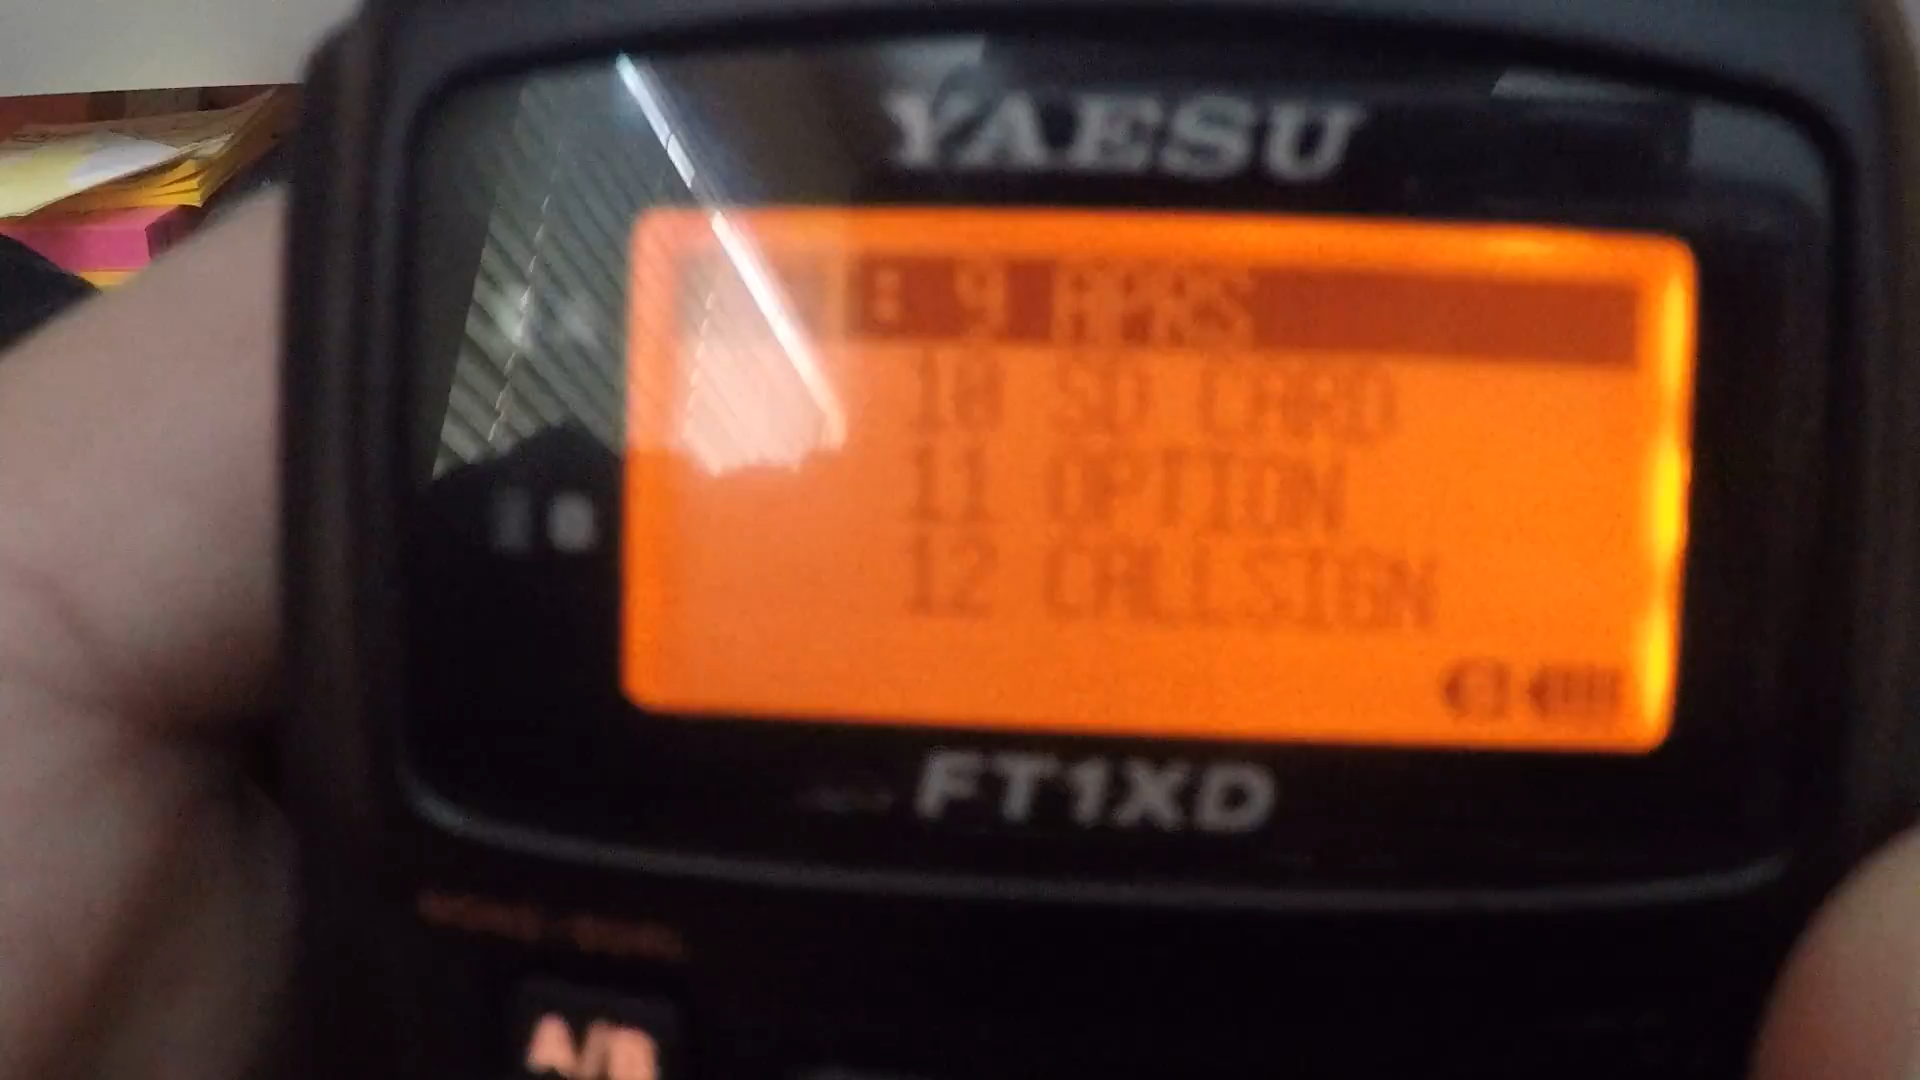 YAESU
: 9 APRS
10 SD CARD
11 OPTION
12 CALLSIGN
FT1XD
A/B